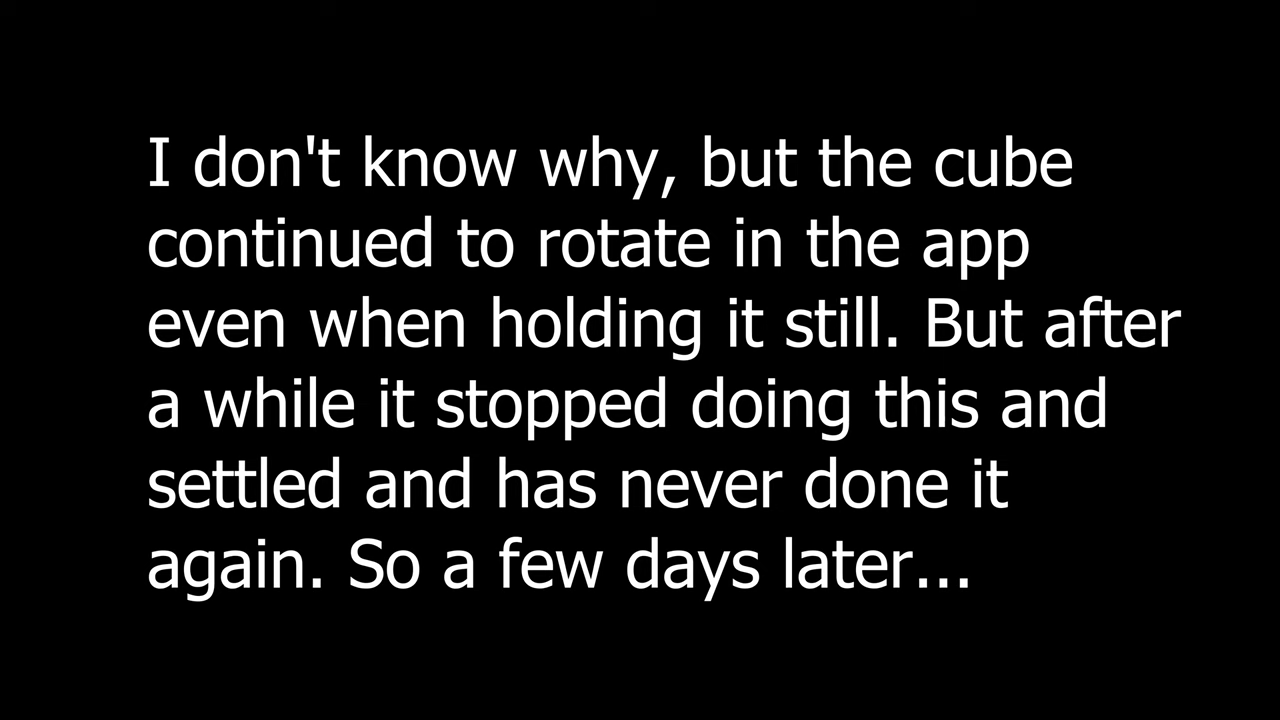 I don't know why, but the cube
continued to rotate in the app
even when holding it still. But after
a while it stopped doing this and
settled and has never done it
again. So a few days later...